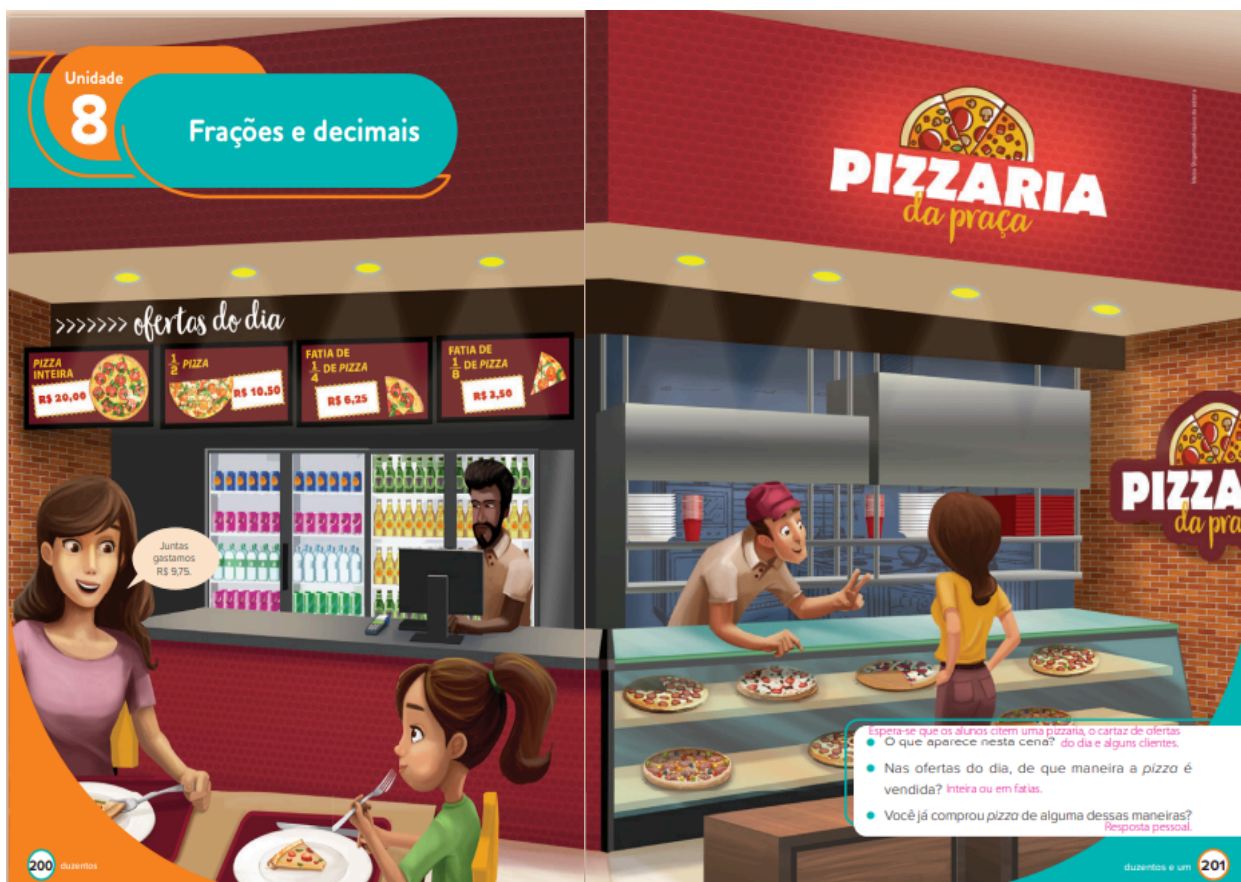 Unidade
8
Frações e decimais
PIZZARIA
da praça
>>>>>>> ofertas do dia
PIZZA
INTEIRA
R$ 20,00
1
2
PIZZA
R$ 10,50
FATIA DE
1
4
DE PIZZA
R$ 6,25
FATIA DE
1
8
DE PIZZA
R$ 3,50
Juntas
gastamos
R$ 9,75.
PIZZA
da pra
Espera-se que os alunos citem uma pizzaria, o cartaz de ofertas
● O que aparece nesta cena? do dia e alguns clientes.
● Nas ofertas do dia, de que maneira a pizza é
vendida? Inteira ou em fatias.
● Você já comprou pizza de alguma dessas maneiras?
Resposta pessoal.
200 duzentos
duzentos e um 201